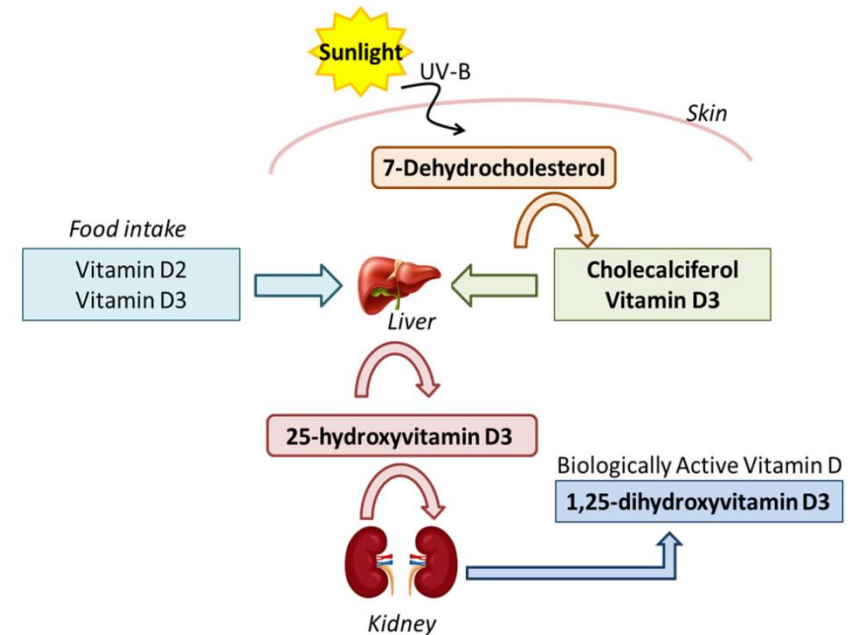 Sunlight
UV-B
Skin
7-Dehydrocholesterol
Food intake
Vitamin D2
Vitamin D3
Cholecalciferol
Vitamin D3
Liver
25-hydroxyvitamin D3
Biologically Active Vitamin D
1,25-dihydroxyvitamin D3
Kidney